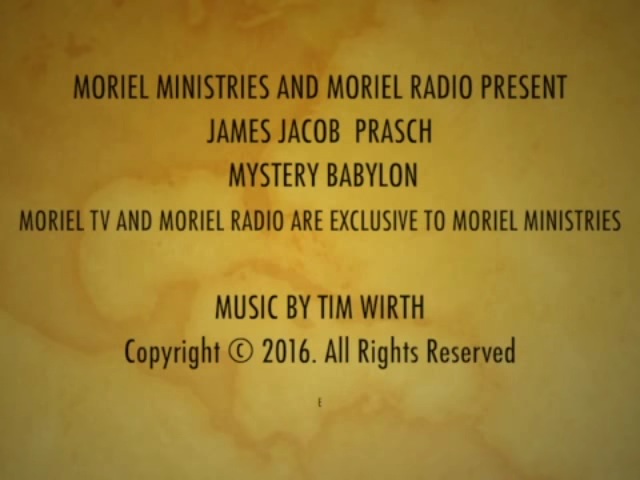 MORIEL MINISTRIES AND MORIEL RADIO PRESENT
JAMES JACOB  PRASCH
MYSTERY BABYLON
MORIEL TV AND MORIEL RADIO ARE EXCLUSIVE TO MORIEL MINISTRIES
MUSIC BY TIM WIRTH
Copyright © 2016. All Rights Reserved
E